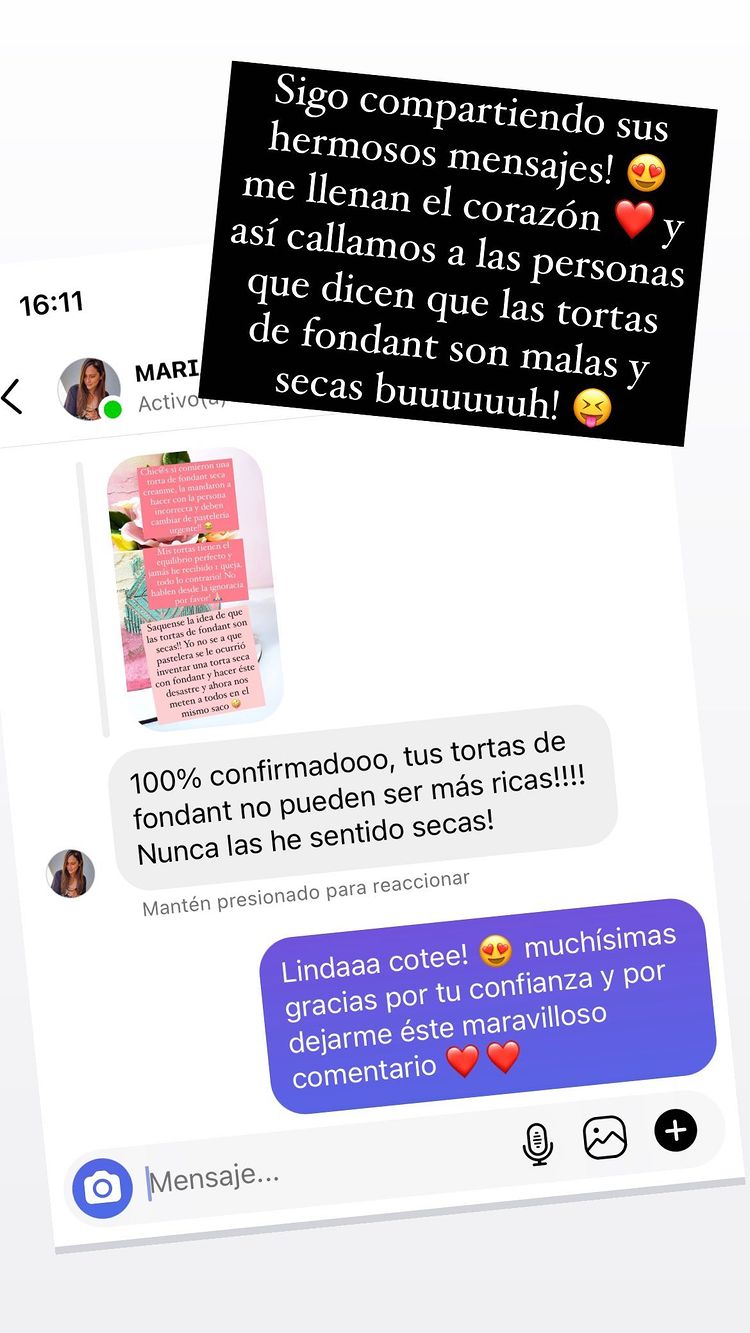 Sigo compartiendo sus
hermosos mensajes! 😍
me llenan el corazón ❤️ y
así callamos a las personas
que dicen que las tortas
de fondant son malas y
secas buuuuuuh! 😝
16:11
MARI
Activo(a)
Chic@s si comieron una
torta de fondant seca
creanme, la mandaron a
hacer con la persona
incorrecta y deben
cambiar de pasteleria
urgente!! 😂
Mis tortas tienen el
equilibrio perfecto y
jamás he recibido 1 queja,
todo lo contrario! No
hablen desde la ignoracia
por favor! 🙏
Saquense la idea de que
las tortas de fondant son
secas!! Yo no se a que
pastelera se le ocurrió
inventar una torta seca
con fondant y hacer éste
desastre y ahora nos
meten a todos en el
mismo saco
100% confirmadooo, tus tortas de
fondant no pueden ser más ricas!!!!
Nunca las he sentido secas!
Mantén presionado para reaccionar
Lindaaa cotee! 😍 muchísimas
gracias por tu confianza y por
dejarme éste maravilloso
comentario ❤️ ❤️
Mensaje...